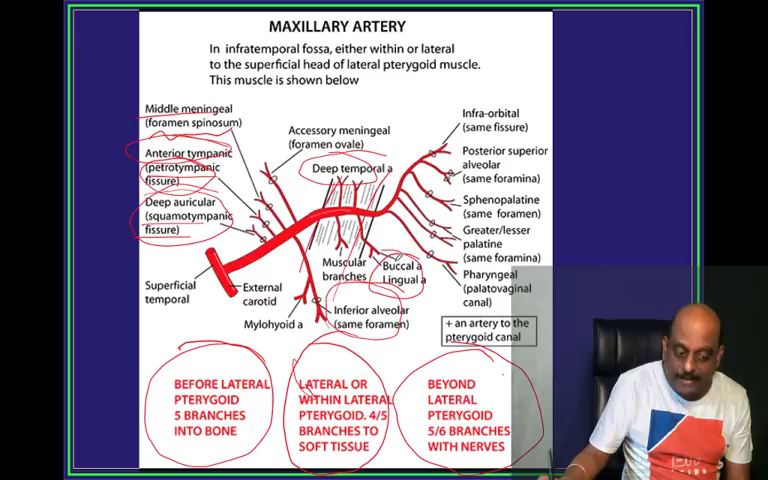 MAXILLARY ARTERY
In infratemporal fossa, either within or lateral
to the superficial head of lateral pterygoid muscle.
This muscle is shown below
Middle meningeal
(foramen spinosum)
Anterior tympanic
(petrotympanic
fissure)
Deep auricular
(squamotympanic
fissure)
Superficial
temporal
External
carotid
Mylohyoid a
Accessory meningeal
(foramen ovale)
Deep temporal a
Muscular
branches
Buccal a
Lingual a
Inferior alveolar
(same foramen)
Infra-orbital
(same fissure)
Posterior superior
alveolar
(same foramina)
Sphenopalatine
(same foramen)
Greater/lesser
palatine
(same foramina)
Pharyngeal
(palatovaginal
canal)
+ an artery to the
pterygoid canal
BEFORE LATERAL
PTERYGOID
5 BRANCHES
INTO BONE
LATERAL OR
WITHIN LATERAL
PTERYGOID. 4/5
BRANCHES TO
SOFT TISSUE
BEYOND
LATERAL
PTERYGOID
5/6 BRANCHES
WITH NERVES